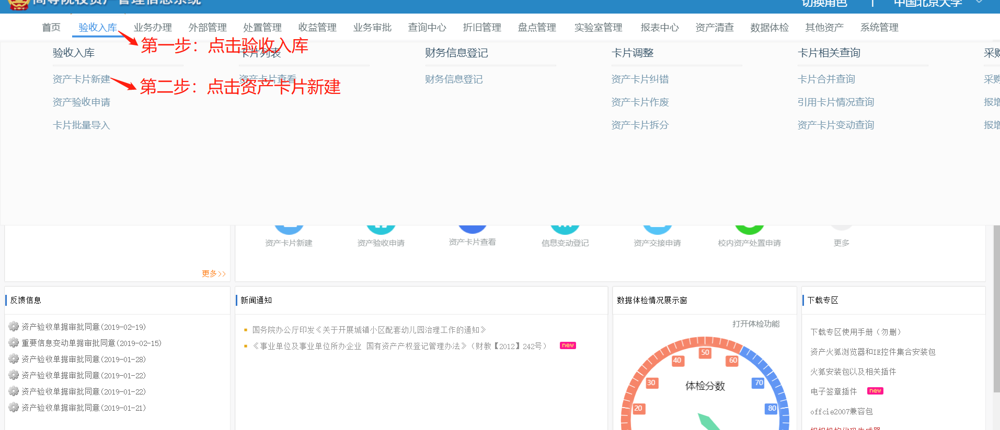 高等院校资产管理信息系统
切换角色 | 中国北京大学
首页 验收入库 业务办理 外部管理 处置管理 收益管理 业务审批 查询中心 折旧管理 盘点管理 实验室管理 报表中心 资产清查 数据体检 其他资产 系统管理
第一步：点击验收入库
验收入库 卡片列表 财务信息登记 卡片调整 卡片相关查询 采购
资产卡片新建 资产卡片查看 财务信息登记 资产卡片纠错 卡片合并查询 采购
第二步：点击资产卡片新建
资产验收申请 资产卡片作废 引用卡片情况查询 报增
卡片批量导入 资产卡片拆分 资产卡片变动查询 报增
资产卡片新建 资产验收申请 资产卡片查看 信息变动登记 资产交接申请 校内资产处置申请 更多
更多>>
反馈信息
资产验收单据审批同意(2019-02-19)
重要信息变动单据审批同意(2019-02-15)
资产验收单据审批同意(2019-01-28)
资产验收单据审批同意(2019-01-22)
资产验收单据审批同意(2019-01-22)
资产验收单据审批同意(2019-01-21)
新闻通知
国务院办公厅印发《关于开展城镇小区配套幼儿园治理工作的通知》
《事业单位及事业单位所办企业 国有资产产权登记管理办法》（财教【2012】242号） new
数据体检情况展示窗
打开体检功能
体检分数
20 30 40 50 60 70 80
下载专区
下载专区使用手册（勿删）
资产火狐浏览器和IE控件集合安装包
火狐安装包以及相关插件
电子签章插件 new
offcie2007兼容包